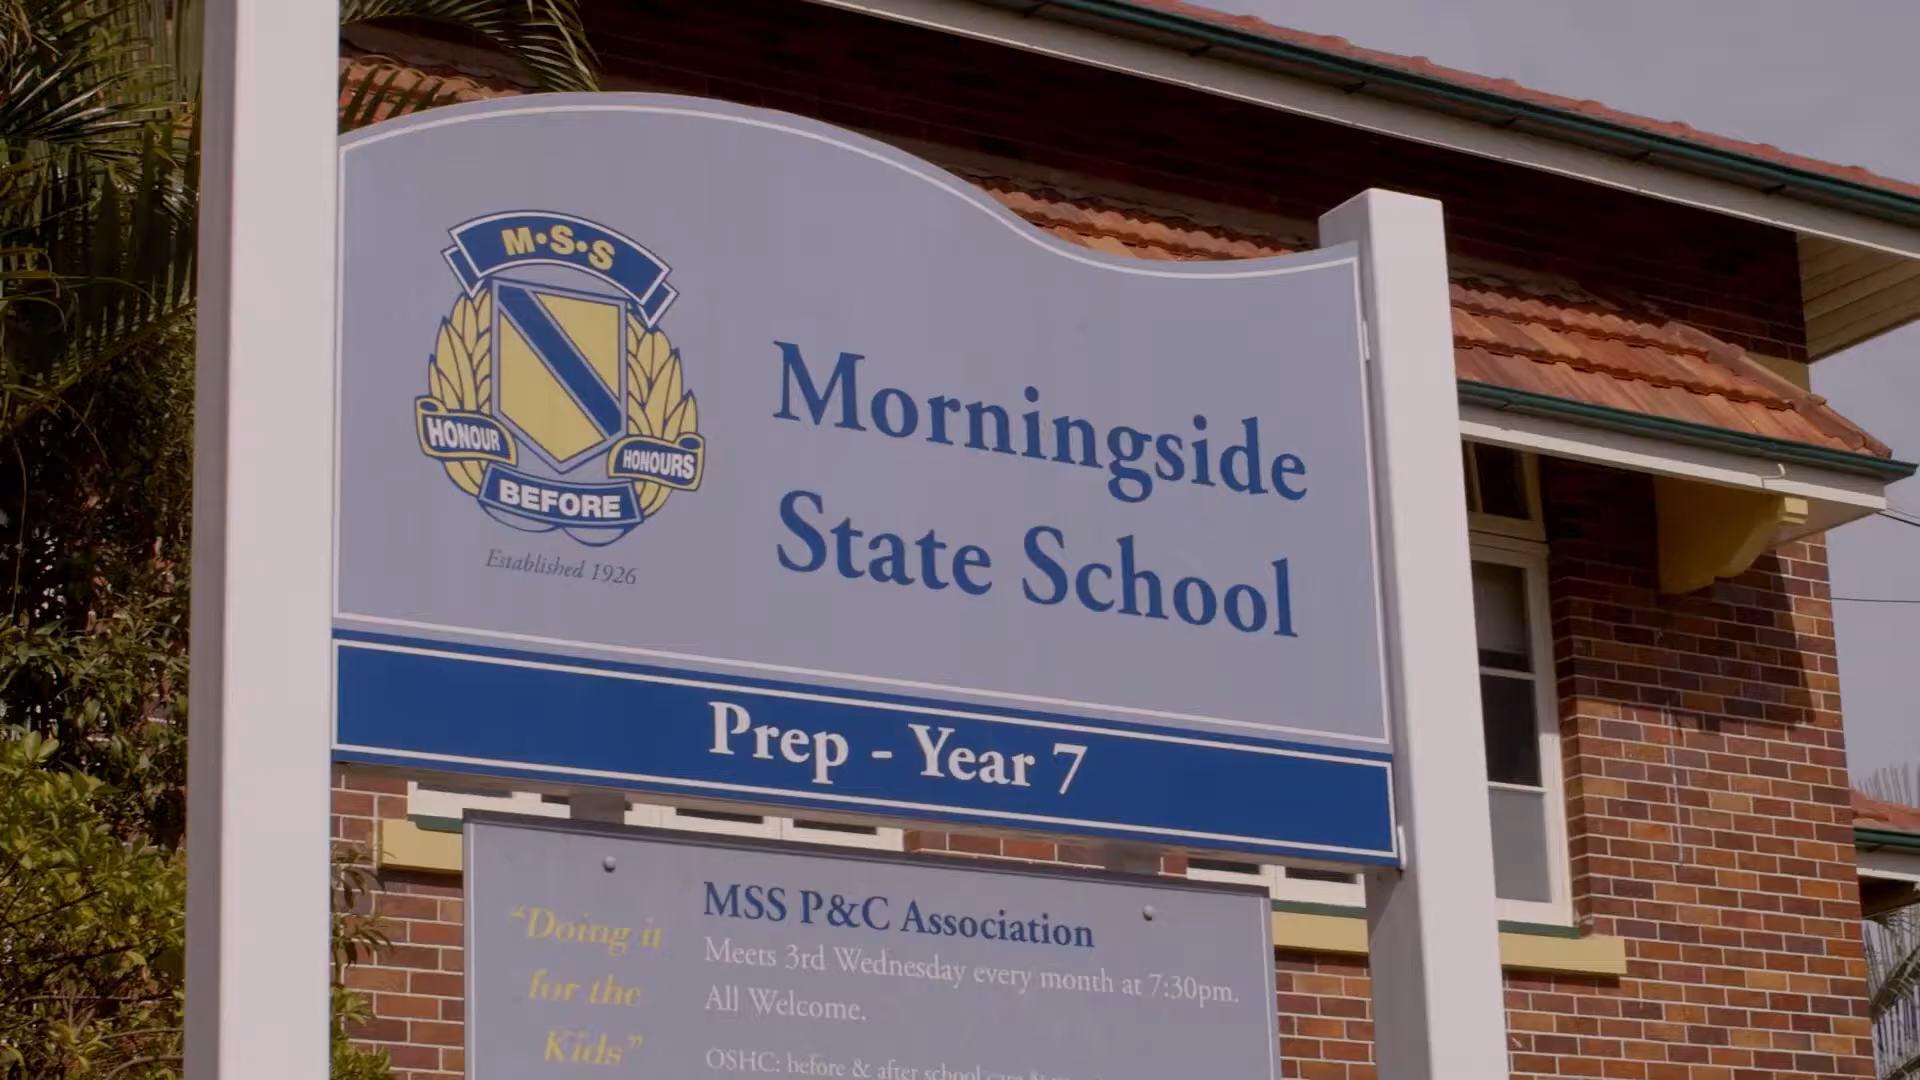 M·S·S
HONOUR
BEFORE
HONOURS
Established 1926
Morningside
State School
Prep - Year 7
"Doing it
for the
Kids"
MSS P&C Association
Meets 3rd Wednesday every month at 7:30pm.
All Welcome.
OSHC: before & after school care &